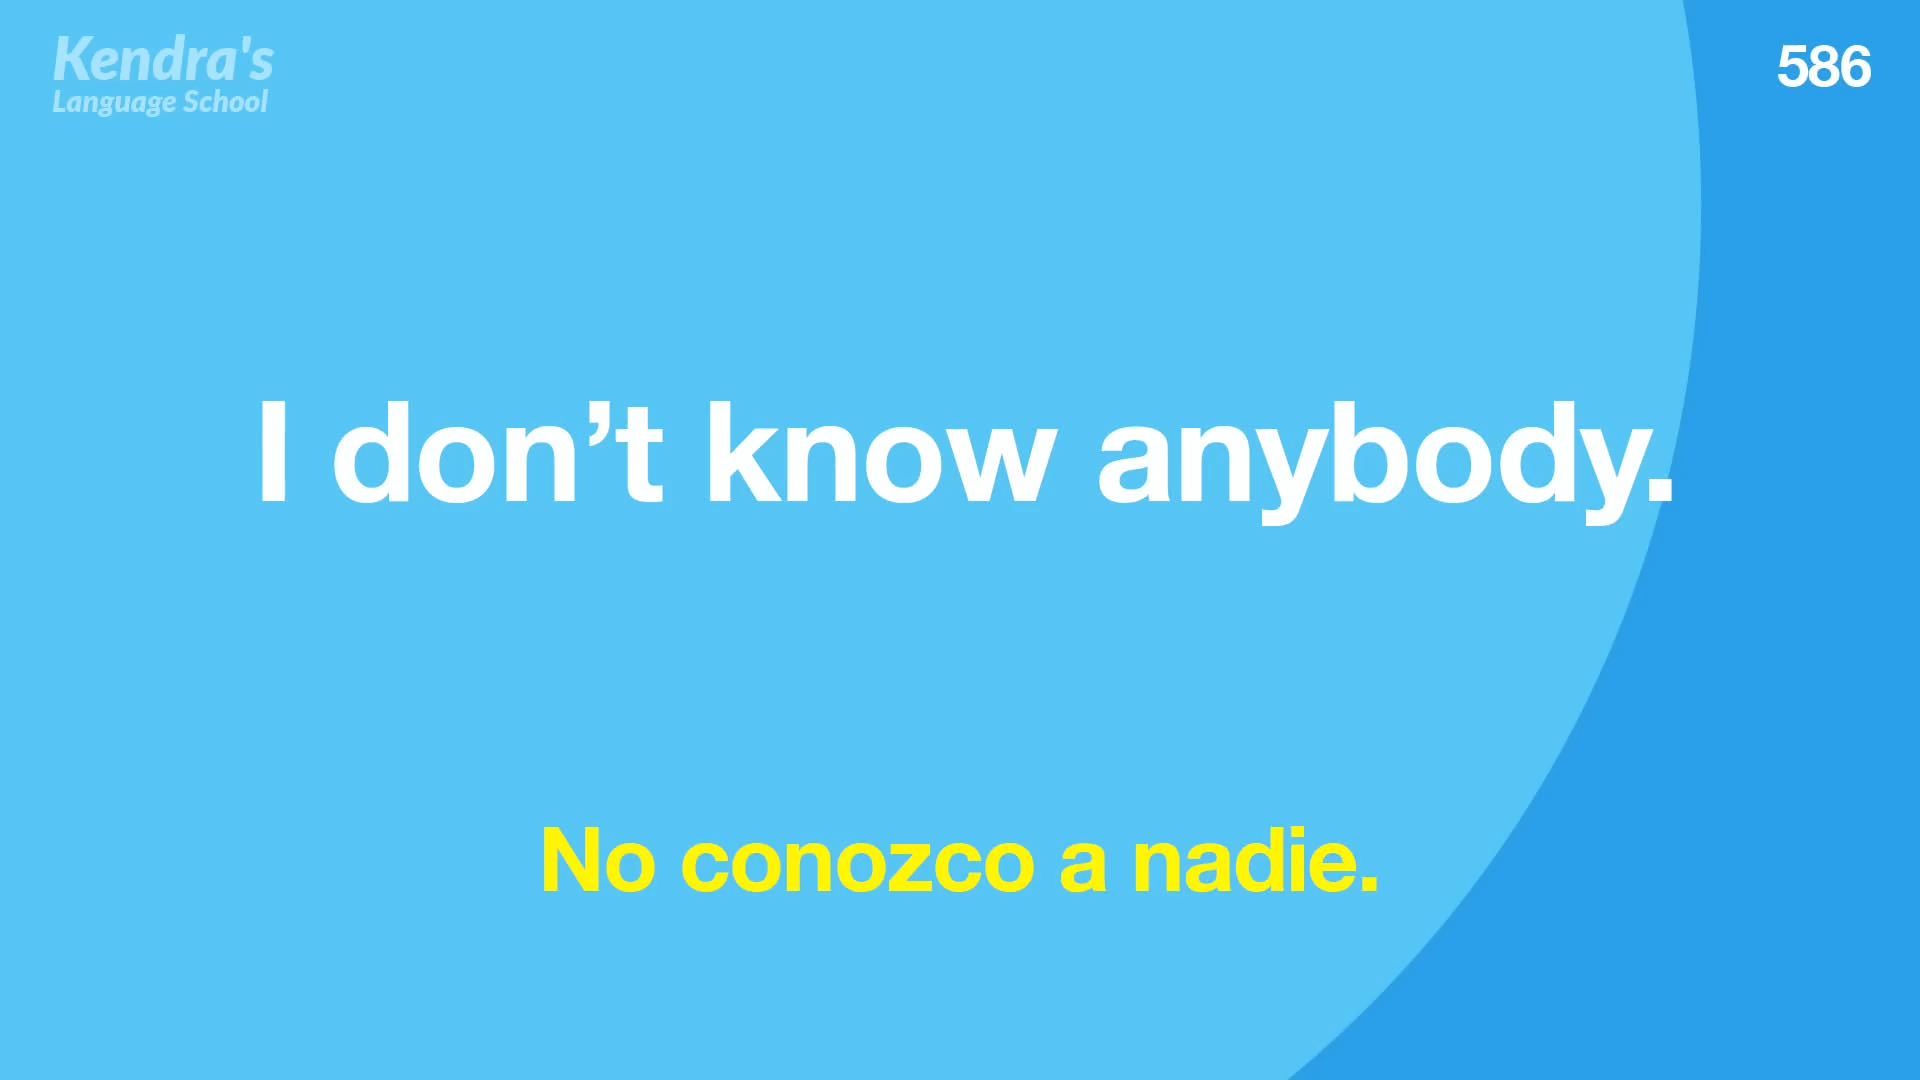 Kendra's
Language School
586
I don’t know anybody.
No conozco a nadie.